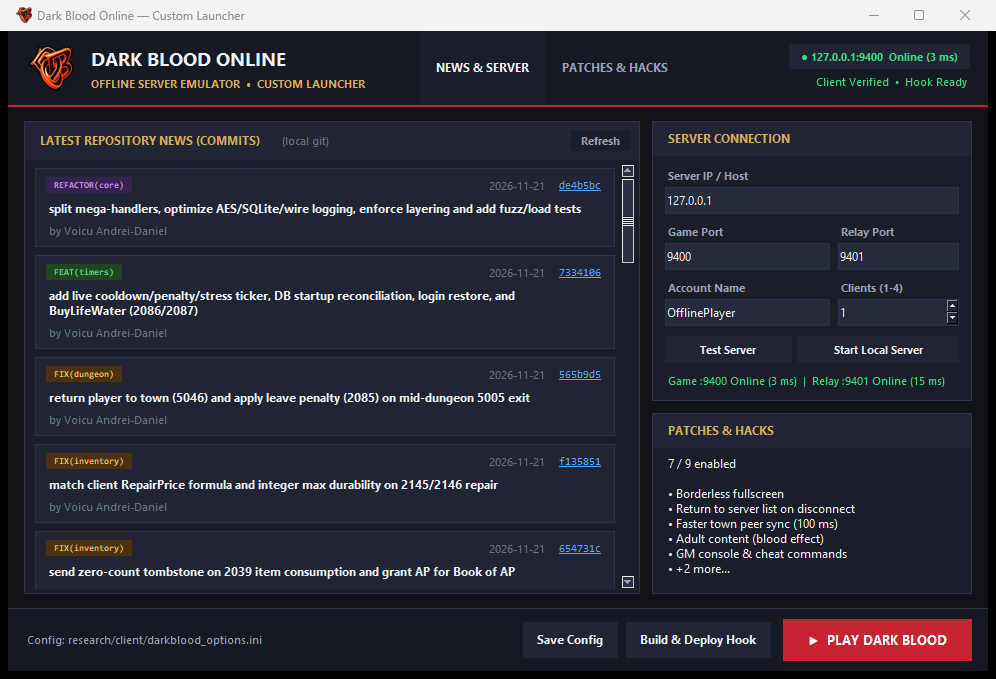 Dark Blood Online — Custom Launcher
DARK BLOOD ONLINE
OFFLINE SERVER EMULATOR • CUSTOM LAUNCHER
NEWS & SERVER
PATCHES & HACKS
● 127.0.0.1:9400 Online (3 ms)
Client Verified • Hook Ready
LATEST REPOSITORY NEWS (COMMITS)
(local git)
Refresh
REFACTOR(core)
2026-11-21
de4b5bc
split mega-handlers, optimize AES/SQLite/wire logging, enforce layering and add fuzz/load tests
by Voicu Andrei-Daniel
FEAT(timers)
2026-11-21
7334106
add live cooldown/penalty/stress ticker, DB startup reconciliation, login restore, and
BuyLifeWater (2086/2087)
by Voicu Andrei-Daniel
FIX(dungeon)
2026-11-21
565b9d5
return player to town (5046) and apply leave penalty (2085) on mid-dungeon 5005 exit
by Voicu Andrei-Daniel
FIX(inventory)
2026-11-21
f135851
match client RepairPrice formula and integer max durability on 2145/2146 repair
by Voicu Andrei-Daniel
FIX(inventory)
2026-11-21
654731c
send zero-count tombstone on 2039 item consumption and grant AP for Book of AP
SERVER CONNECTION
Server IP / Host
127.0.0.1
Game Port
Relay Port
9400
9401
Account Name
Clients (1-4)
OfflinePlayer
1
Test Server
Start Local Server
Game :9400 Online (3 ms) | Relay :9401 Online (15 ms)
PATCHES & HACKS
7 / 9 enabled
• Borderless fullscreen
• Return to server list on disconnect
• Faster town peer sync (100 ms)
• Adult content (blood effect)
• GM console & cheat commands
• +2 more...
Config: research/client/darkblood_options.ini
Save Config
Build & Deploy Hook
► PLAY DARK BLOOD